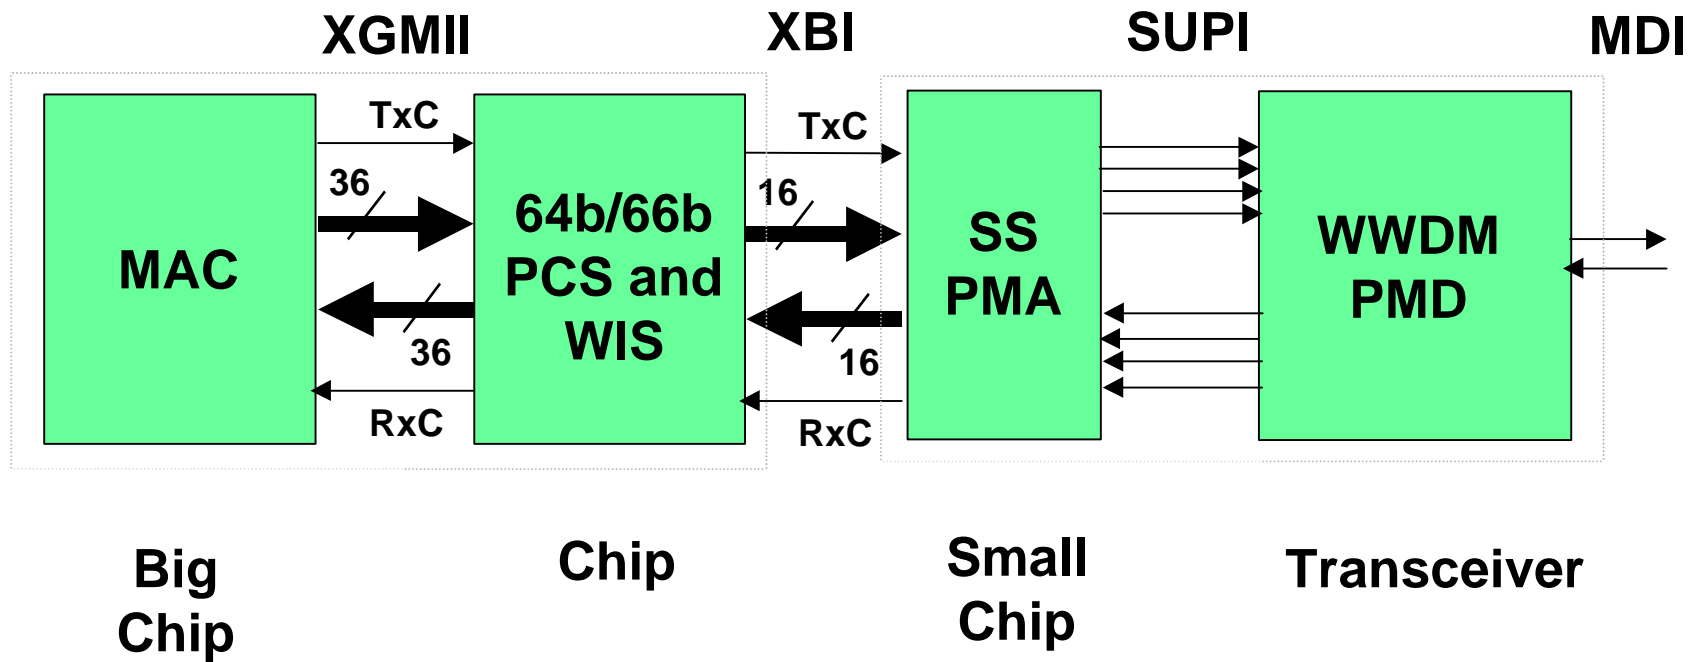 XGMII
XBI
SUPI
MDI
TxC
TxC
36
16
MAC
64b/66b
PCS and
WIS
SS
PMA
WWDM
PMD
36
16
RxC
RxC
Big
Chip
Chip
Small
Chip
Transceiver